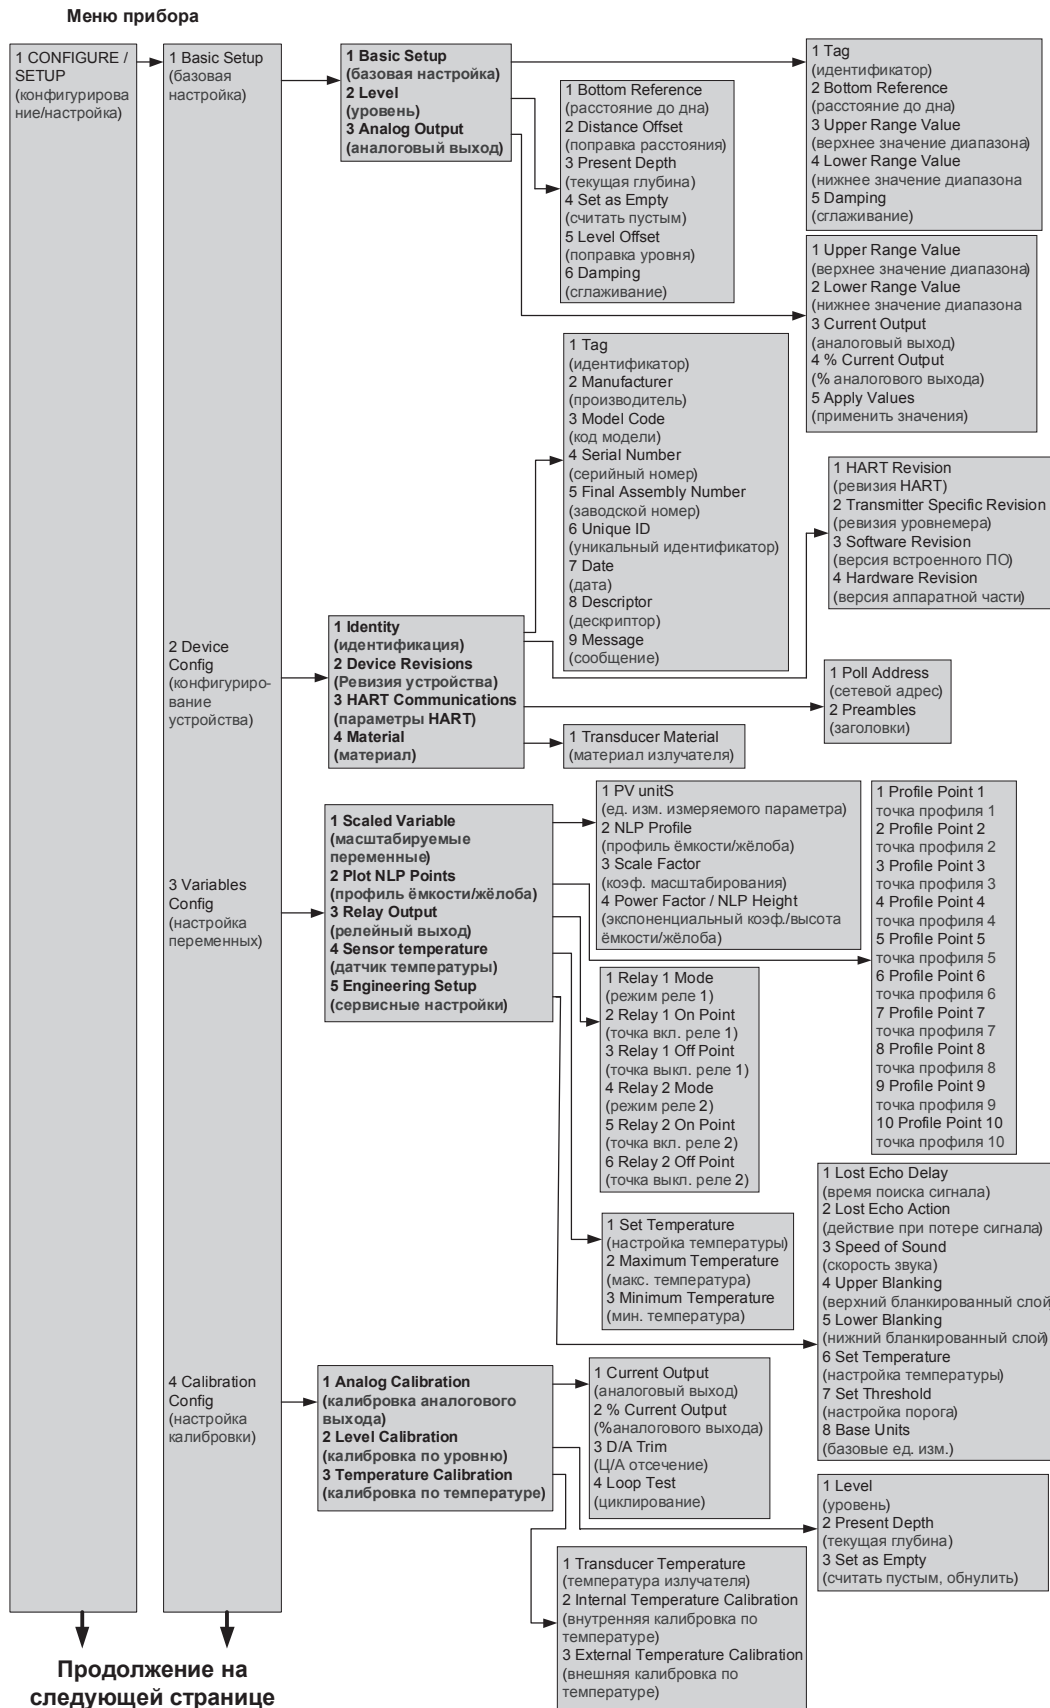 Меню прибора
1 CONFIGURE /
SETUP
(конфигурирова
ние/настройка)
1 Basic Setup
(базовая
настройка)
1 Basic Setup
(базовая настройка)
2 Level
(уровень)
3 Analog Output
(аналоговый выход)
1 Bottom Reference
(расстояние до дна)
2 Distance Offset
(поправка расстояния)
3 Present Depth
(текущая глубина)
4 Set as Empty
(считать пустым)
5 Level Offset
(поправка уровня)
6 Damping
(сглаживание)
1 Tag
(идентификатор)
2 Bottom Reference
(расстояние до дна)
3 Upper Range Value
(верхнее значение диапазона)
4 Lower Range Value
(нижнее значение диапазона
5 Damping
(сглаживание)
1 Upper Range Value
(верхнее значение диапазона)
2 Lower Range Value
(нижнее значение диапазона
3 Current Output
(аналоговый выход)
4 % Current Output
(% аналогового выхода)
5 Apply Values
(применить значения)
1 Tag
(идентификатор)
2 Manufacturer
(производитель)
3 Model Code
(код модели)
4 Serial Number
(серийный номер)
5 Final Assembly Number
(заводской номер)
6 Unique ID
(уникальный идентификатор)
7 Date
(дата)
8 Descriptor
(дескриптор)
9 Message
(сообщение)
1 HART Revision
(ревизия HART)
2 Transmitter Specific Revision
(ревизия уровнемера)
3 Software Revision
(версия встроенного ПО)
4 Hardware Revision
(версия аппаратной части)
2 Device
Config
(конфигуриро-
вание
устройства)
1 Identity
(идентификация)
2 Device Revisions
(Ревизия устройства)
3 HART Communications
(параметры HART)
4 Material
(материал)
1 Poll Address
(сетевой адрес)
2 Preambles
(заголовки)
1 Transducer Material
(материал излучателя)
3 Variables
Config
(настройка
переменных)
1 Scaled Variable
(масштабируемые
переменные)
2 Plot NLP Points
(профиль ёмкости/жёлоба)
3 Relay Output
(релейный выход)
4 Sensor temperature
(датчик температуры)
5 Engineering Setup
(сервисные настройки)
1 PV unitS
(ед. изм. измеряемого параметра)
2 NLP Profile
(профиль ёмкости/жёлоба)
3 Scale Factor
(коэф. масштабирования)
4 Power Factor / NLP Height
(экспоненциальный коэф./высота
ёмкости/жёлоба)
1 Profile Point 1
точка профиля 1
2 Profile Point 2
точка профиля 2
3 Profile Point 3
точка профиля 3
4 Profile Point 4
точка профиля 4
5 Profile Point 5
точка профиля 5
6 Profile Point 6
точка профиля 6
7 Profile Point 7
точка профиля 7
8 Profile Point 8
точка профиля 8
9 Profile Point 9
точка профиля 9
10 Profile Point 10
точка профиля 10
1 Relay 1 Mode
(режим реле 1)
2 Relay 1 On Point
(точка вкл. реле 1)
3 Relay 1 Off Point
(точка выкл. реле 1)
4 Relay 2 Mode
(режим реле 2)
5 Relay 2 On Point
(точка вкл. реле 2)
6 Relay 2 Off Point
(точка выкл. реле 2)
1 Set Temperature
(настройка температуры)
2 Maximum Temperature
(макс. температура)
3 Minimum Temperature
(мин. температура)
1 Lost Echo Delay
(время поиска сигнала)
2 Lost Echo Action
(действие при потере сигнала)
3 Speed of Sound
(скорость звука)
4 Upper Blanking
(верхний бланкированный слой)
5 Lower Blanking
(нижний бланкированный слой)
6 Set Temperature
(настройка температуры)
7 Set Threshold
(настройка порога)
8 Base Units
(базовые ед. изм.)
4 Calibration
Config
(настройка
калибровки)
1 Analog Calibration
(калибровка аналогового
выхода)
2 Level Calibration
(калибровка по уровню)
3 Temperature Calibration
(калибровка по температуре)
1 Current Output
(аналоговый выход)
2 % Current Output
(%аналогового выхода)
3 D/A Trim
(Ц/А отсечение)
4 Loop Test
(циклирование)
1 Level
(уровень)
2 Present Depth
(текущая глубина)
3 Set as Empty
(считать пустым, обнулить)
1 Transducer Temperature
(температура излучателя)
2 Internal Temperature Calibration
(внутренняя калибровка по
температуре)
3 External Temperature Calibration
(внешняя калибровка по
температуре)
Продолжение на
следующей странице